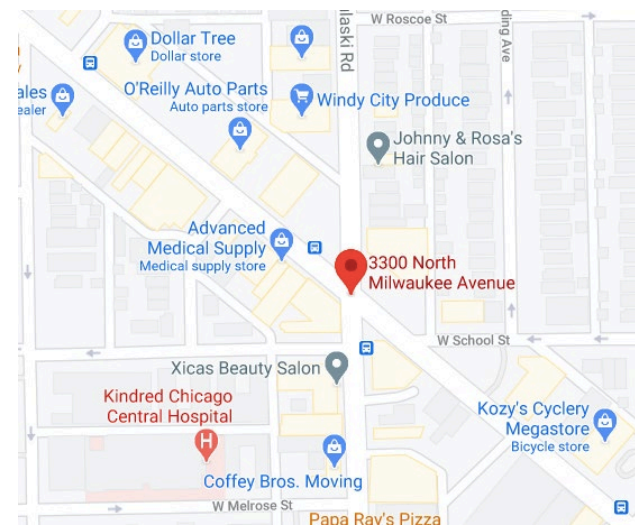 W Roscoe St
Dollar Tree
Dollar store
laski Rd
ding Ave
ales
ealer
O'Reilly Auto Parts
Auto parts store
Windy City Produce
Johnny & Rosa's
Hair Salon
Advanced
Medical Supply
Medical supply store
3300 North
Milwaukee Avenue
W School St
Xicas Beauty Salon
Kindred Chicago
Central Hospital
H
Kozy's Cyclery
Megastore
Bicycle store
Coffey Bros. Moving
W Melrose St
Papa Ray's Pizza